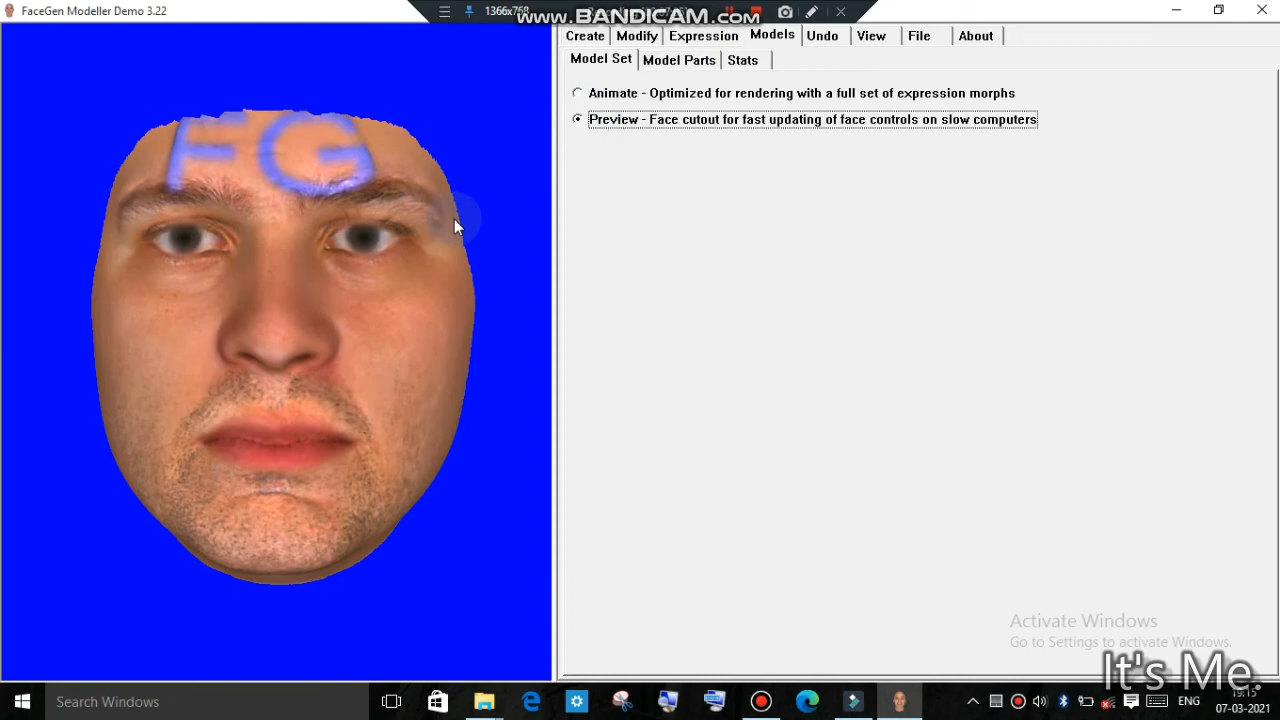 FaceGen Modeller Demo 3.22
1366x768
www.BANDICAM.com
Create Modify Expression Models Undo View File About
Model Set Model Parts Stats
Animate - Optimized for rendering with a full set of expression morphs
Preview - Face cutout for fast updating of face controls on slow computers
FG
Activate Windows
Go to Settings to activate Windows.
It's Me.
Search Windows
ENG
19:15
07-03-2021